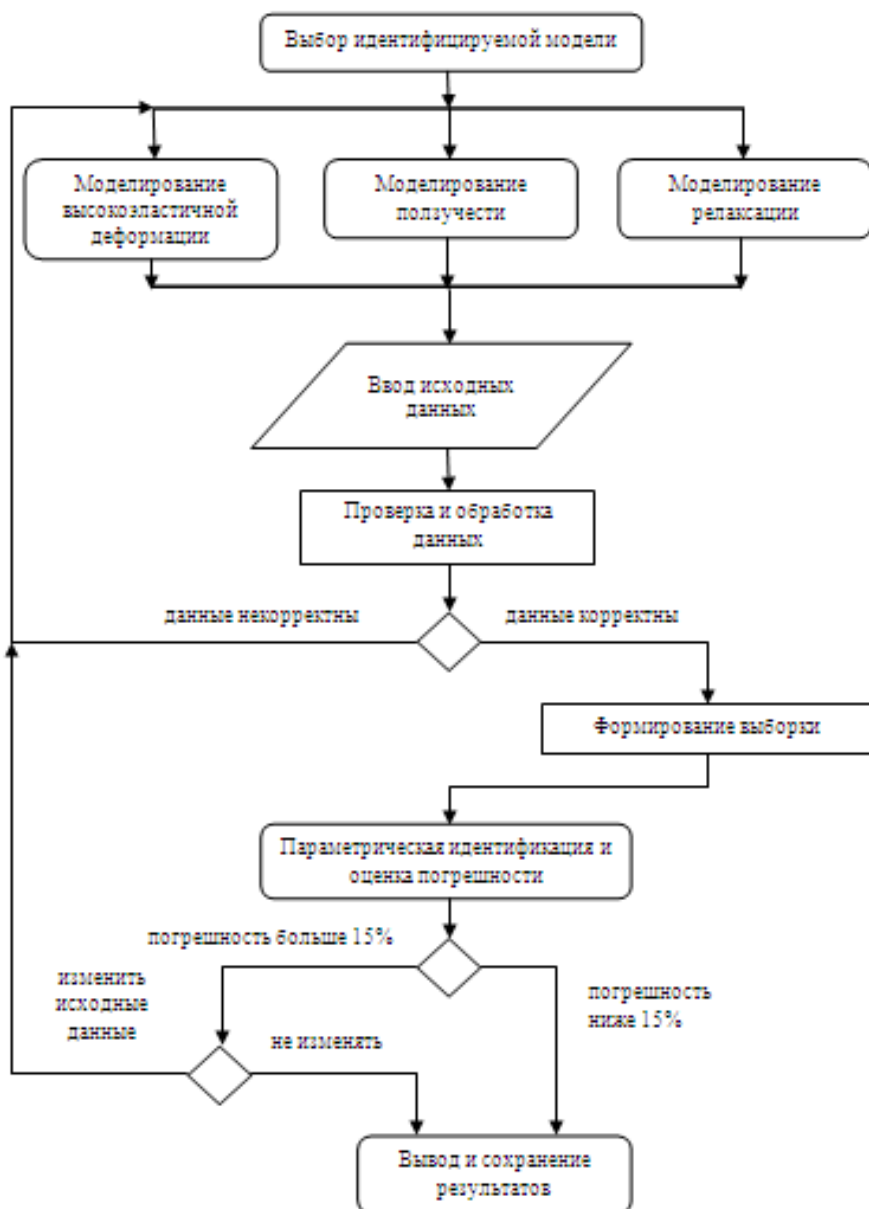 Выбор идентифицируемой модели
Моделирование
высокоэластичной
деформации
Моделирование
ползучести
Моделирование
релаксации
Ввод исходных
данных
Проверка и обработка
данных
данные некорректны
данные корректны
Формирование выборки
Параметрическая идентификация и
оценка погрешности
погрешность больше 15%
изменить
исходные
данные
не изменять
погрешность
ниже 15%
Вывод и сохранение
результатов